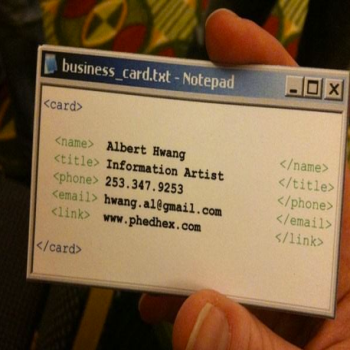 business_card.txt - Notepad
<card>
<name> Albert Hwang </name>
<title> Information Artist </title>
<phone> 253.347.9253 </phone>
<email> hwang.al@gmail.com </email>
<link> www.phedhex.com </link>
</card>